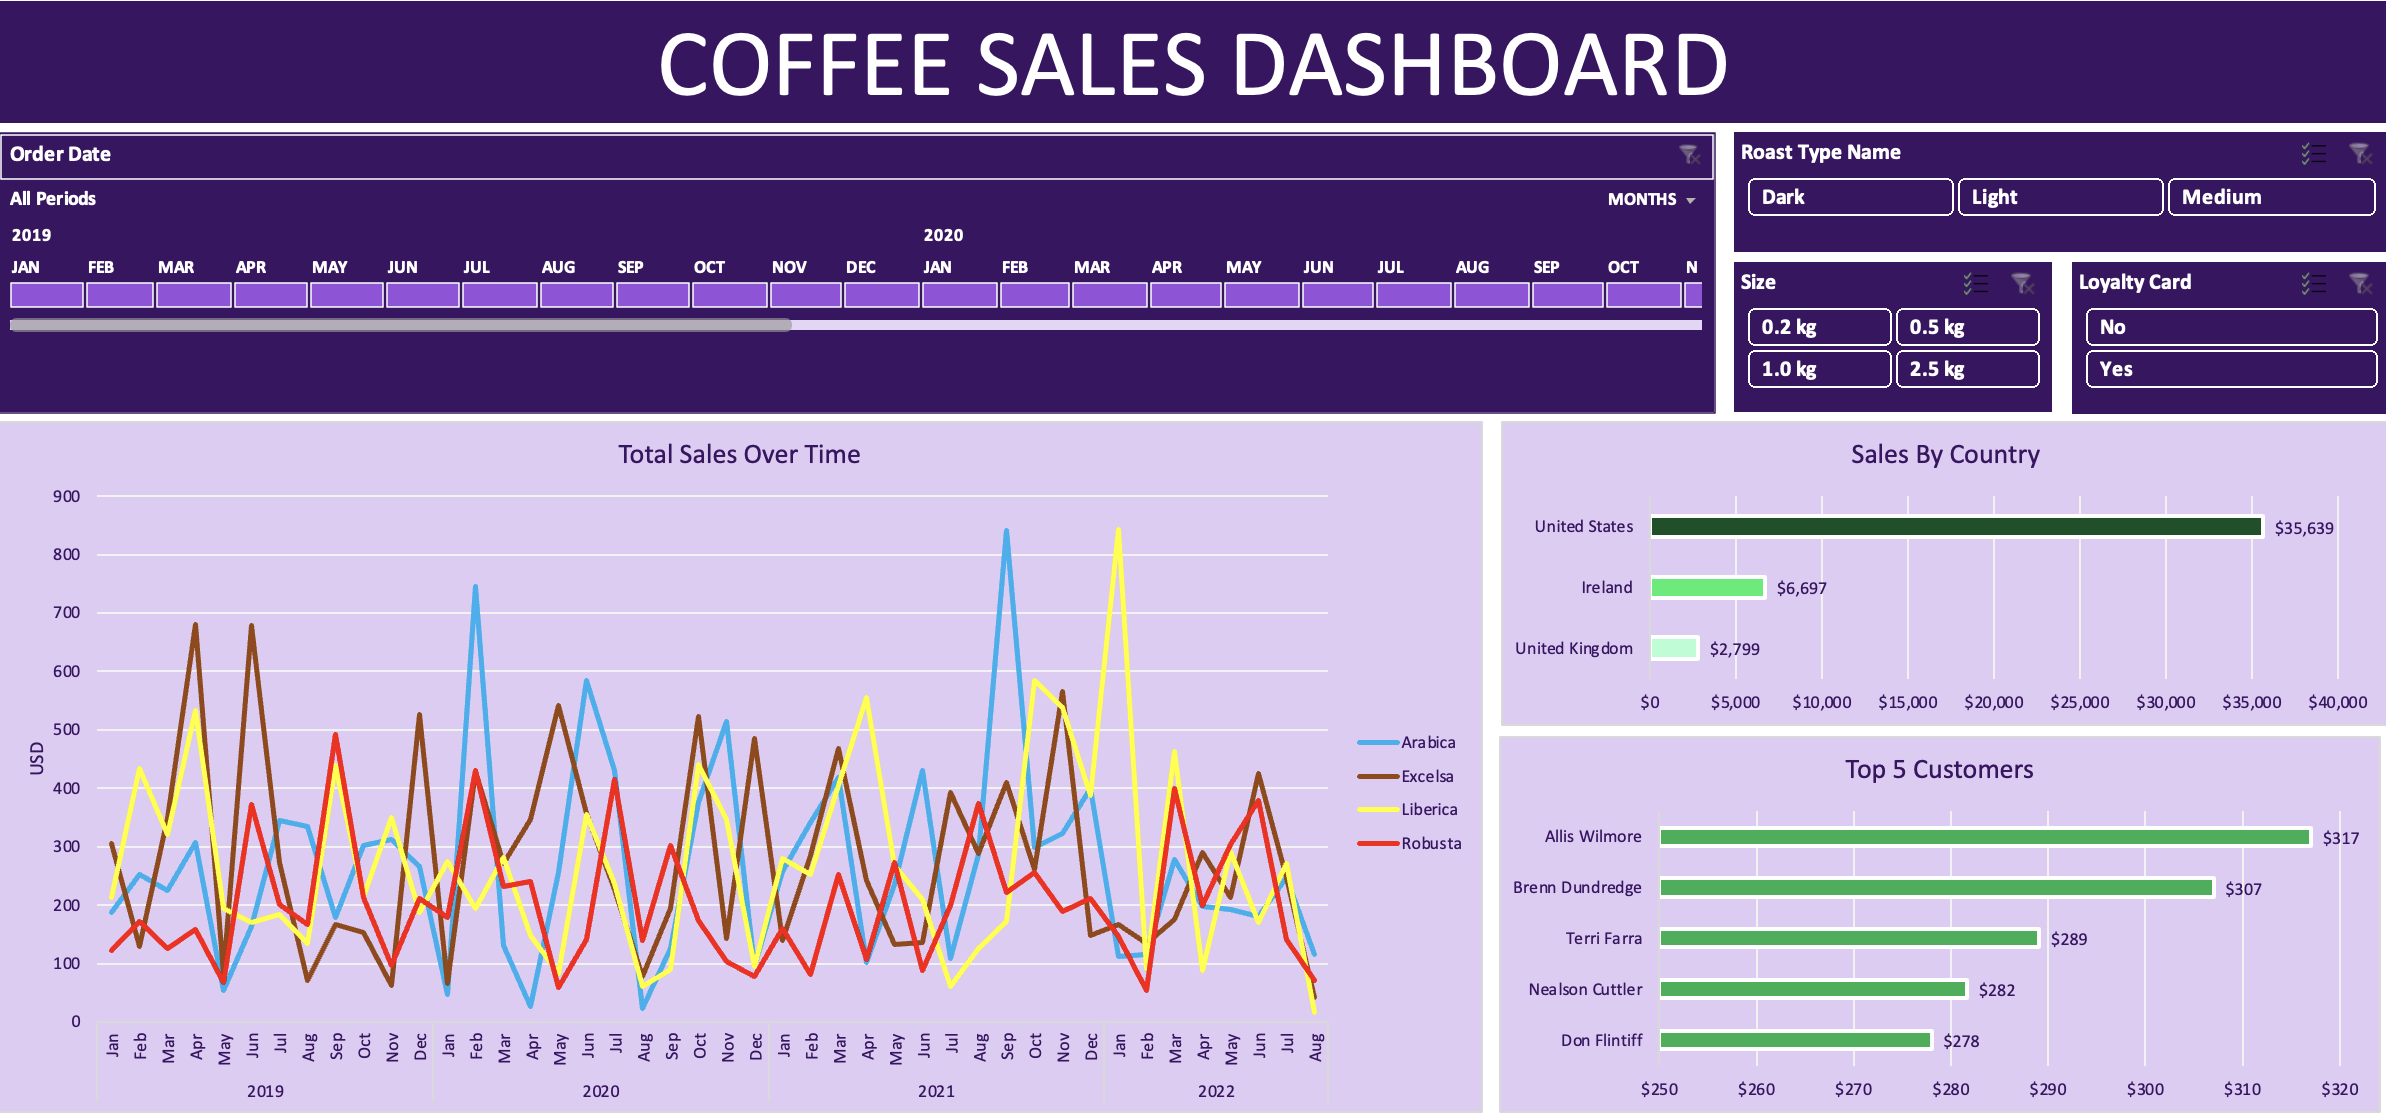 COFFEE SALES DASHBOARD
Order Date
All Periods
MONTHS
2019 2020
JAN FEB MAR APR MAY JUN JUL AUG SEP OCT NOV DEC JAN FEB MAR APR MAY JUN JUL AUG SEP OCT N
Roast Type Name
Dark Light Medium
Size
0.2 kg 0.5 kg
1.0 kg 2.5 kg
Loyalty Card
No
Yes
Total Sales Over Time
900
800
700
600
500
400
300
200
100
0
USD
Jan Feb Mar Apr May Jun Jul Aug Sep Oct Nov Dec Jan Feb Mar Apr May Jun Jul Aug Sep Oct Nov Dec Jan Feb Mar Apr May Jun Jul Aug Sep Oct Nov Dec Jan Feb Mar Apr May Jun Jul Aug
2019 2020 2021 2022
Arabica
Excelsa
Liberica
Robusta
Sales By Country
United States $35,639
Ireland $6,697
United Kingdom $2,799
$0 $5,000 $10,000 $15,000 $20,000 $25,000 $30,000 $35,000 $40,000
Top 5 Customers
Allis Wilmore $317
Brenn Dundredge $307
Terri Farra $289
Nealson Cuttler $282
Don Flintiff $278
$250 $260 $270 $280 $290 $300 $310 $320